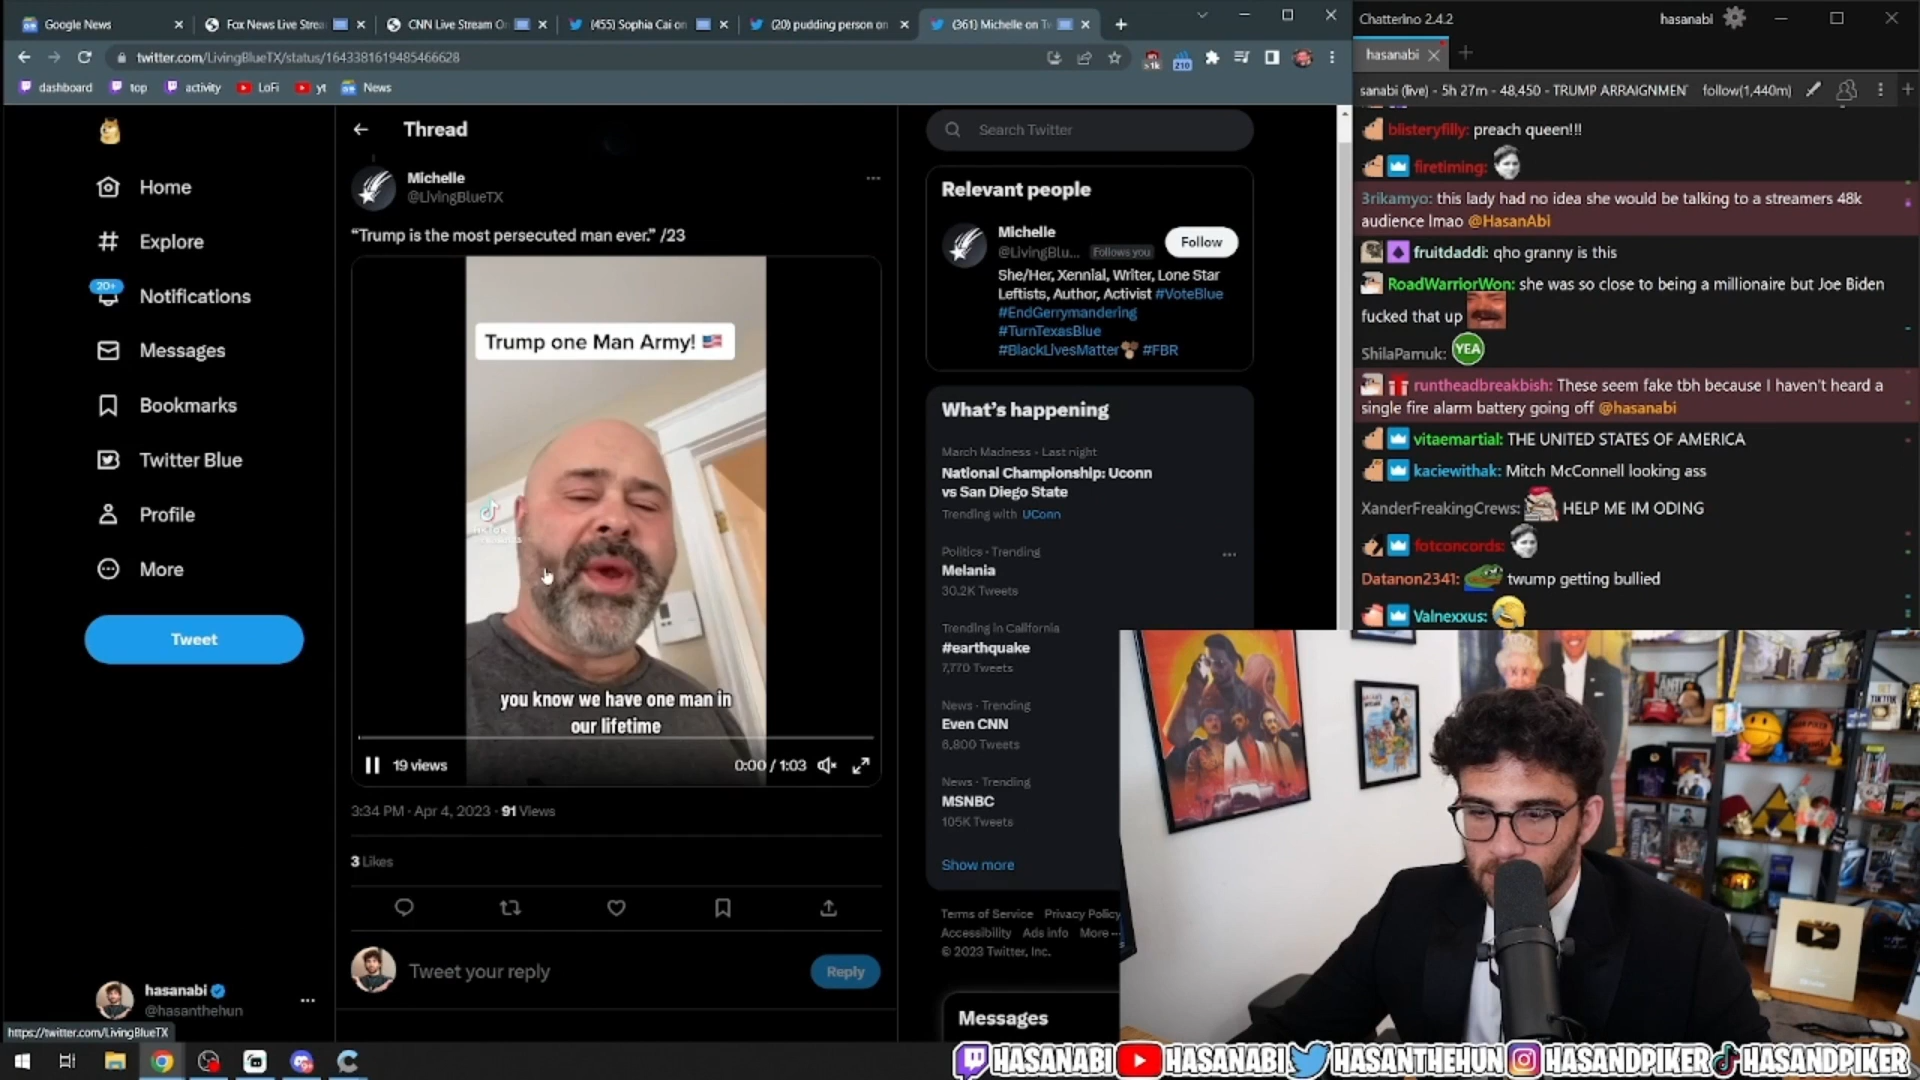 Google News
Fox News Live Strea
CNN Live Stream O
(455) Sophia Cai on
(20) pudding person on
(361) Michelle on Tw
twitter.com/LivingBlueTX/status/1643381619485466628
>1k
210
dashboard
top
activity
LoFi
yt
News
Home
Explore
20+
Notifications
Messages
Bookmarks
Twitter Blue
Profile
More
Tweet
hasanabi
@hasanthehun
https://twitter.com/LivingBlueTX
Thread
Michelle
@LivingBlueTX
“Trump is the most persecuted man ever.” /23
Trump one Man Army! 🇺🇸
you know we have one man in
our lifetime
19 views
0:00 / 1:03
3:34 PM · Apr 4, 2023 · 91 Views
3 Likes
Tweet your reply
Reply
Search Twitter
Relevant people
Michelle
@LivingBlu... Follows you
Follow
She/Her, Xennial, Writer, Lone Star
Leftists, Author, Activist #VoteBlue
#EndGerrymandering
#TurnTexasBlue
#BlackLivesMatter #FBR
What’s happening
March Madness · Last night
National Championship: Uconn
vs San Diego State
Trending with UConn
Politics · Trending
Melania
30.2K Tweets
Trending in California
#earthquake
7,770 Tweets
News · Trending
Even CNN
6,800 Tweets
News · Trending
MSNBC
105K Tweets
Show more
Terms of Service Privacy Policy
Accessibility Ads info More ...
© 2023 Twitter, Inc.
Messages
Chatterino 2.4.2
hasanabi
hasanabi
sanabi (live) - 5h 27m - 48,450 - TRUMP ARRAIGNMEN
follow(1,440m)
blisteryfilly: preach queen!!!
firetiming:
3rikamyo: this lady had no idea she would be talking to a streamers 48k
audience lmao @HasanAbi
fruitdaddi: qho granny is this
RoadWarriorWon: she was so close to being a millionaire but Joe Biden
fucked that up
ShilaPamuk: YEA
runtheadbreakbish: These seem fake tbh because I haven't heard a
single fire alarm battery going off @hasanabi
vitaemartial: THE UNITED STATES OF AMERICA
kaciewithak: Mitch McConnell looking ass
XanderFreakingCrews: HELP ME IM ODING
fotconcords:
Datanon2341: twump getting bullied
Valnexxus:
HASANABI
HASANABI
HASANTHEHUN
HASANDPIKER
HASANDPIKER